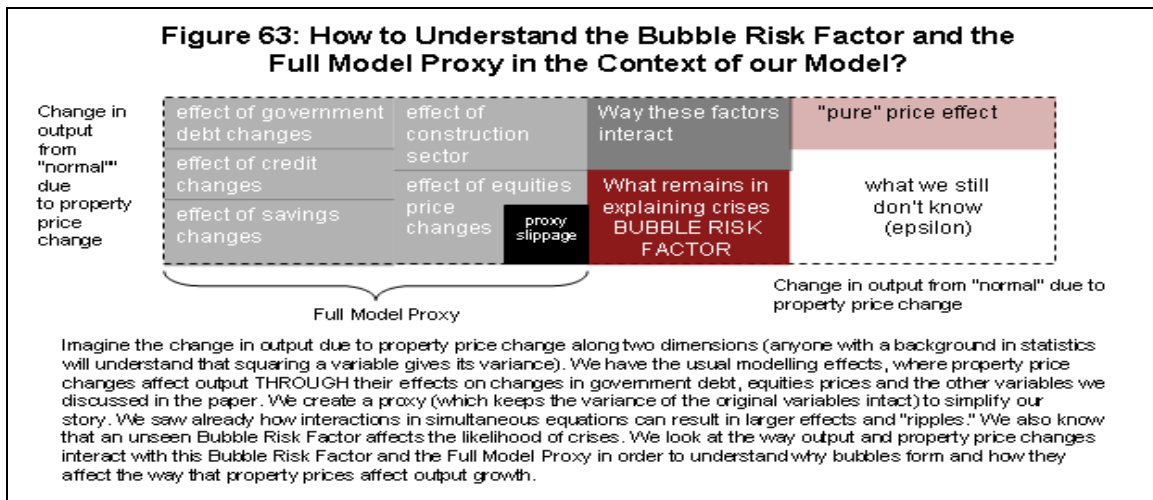 Figure 63: How to Understand the Bubble Risk Factor and the
Full Model Proxy in the Context of our Model?
Change in
output
from
"normal""
due
to property
price
change
effect of government
debt changes
effect of credit
changes
effect of savings
changes
effect of
construction
sector
effect of equities
price
changes
proxy
slippage
Way these factors
interact
What remains in
explaining crises
BUBBLE RISK
FACTOR
"pure" price effect
what we still
don't know
(epsilon)
Full Model Proxy
Change in output from "normal" due to
property price change
Imagine the change in output due to property price change along two dimensions (anyone with a background in statistics
will understand that squaring a variable gives its variance). We have the usual modelling effects, where property price
changes affect output THROUGH their effects on changes in government debt, equities prices and the other variables we
discussed in the paper. We create a proxy (which keeps the variance of the original variables intact) to simplify our
story. We saw already how interactions in simultaneous equations can result in larger effects and "ripples." We also know
that an unseen Bubble Risk Factor affects the likelihood of crises. We look at the way output and property price changes
interact with this Bubble Risk Factor and the Full Model Proxy in order to understand why bubbles form and how they
affect the way that property prices affect output growth.